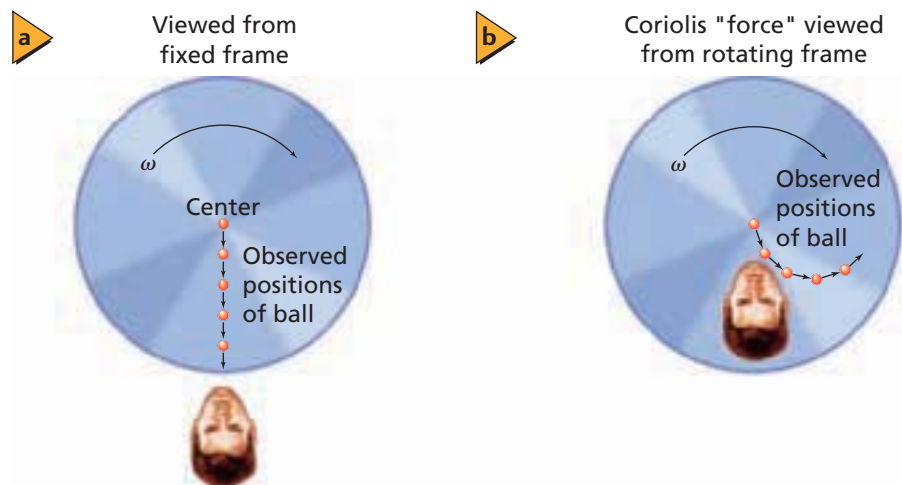 a
Viewed from
fixed frame
ω
Center
Observed
positions
of ball
b
Coriolis "force" viewed
from rotating frame
ω
Observed
positions
of ball